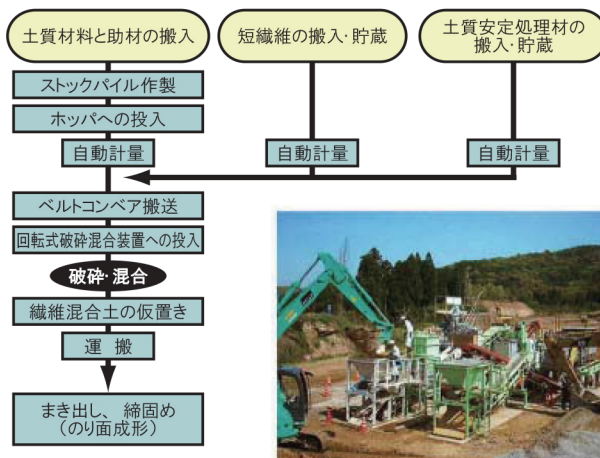 土質材料と助材の搬入
短繊維の搬入・貯蔵
土質安定処理材の
搬入・貯蔵
ストックパイル作製
ホッパへの投入
自動計量
自動計量
自動計量
ベルトコンベア搬送
回転式破砕混合装置への投入
破砕・混合
繊維混合土の仮置き
運 搬
まき出し、締固め
(のり面成形)